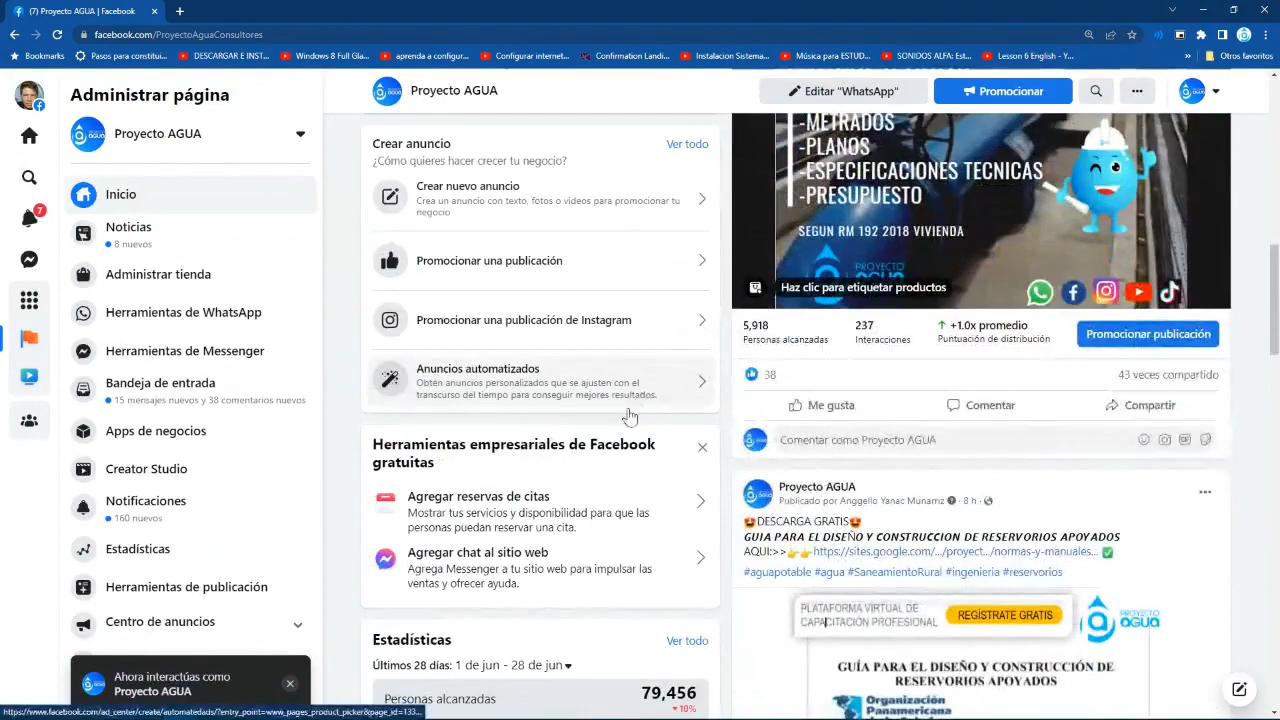 (7) Proyecto AGUA | Facebook
facebook.com/ProyectoAguaConsultores
Bookmarks
Pasos para constitui...
DESCARGAR E INST...
Windows 8 Full Gla...
aprenda a configur...
Configurar internet...
Confirmation Landi...
Instalacion Sistema...
Música para ESTUD...
SONIDOS ALFA: Est...
Lesson 6 English - Y...
»
Otros favoritos
Administrar página
Proyecto AGUA
Inicio
Noticias
8 nuevos
Administrar tienda
Herramientas de WhatsApp
Herramientas de Messenger
Bandeja de entrada
15 mensajes nuevos y 38 comentarios nuevos
Apps de negocios
Creator Studio
Notificaciones
160 nuevos
Estadísticas
Herramientas de publicación
Centro de anuncios
Ahora interactúas como
Proyecto AGUA
7
Proyecto AGUA
Editar "WhatsApp"
Promocionar
Crear anuncio
Ver todo
¿Cómo quieres hacer crecer tu negocio?
Crear nuevo anuncio
Crea un anuncio con texto, fotos o videos para promocionar tu
negocio
Promocionar una publicación
Promocionar una publicación de Instagram
Anuncios automatizados
Obtén anuncios personalizados que se ajusten con el
transcurso del tiempo para conseguir mejores resultados.
Herramientas empresariales de Facebook
gratuitas
Agregar reservas de citas
Mostrar tus servicios y disponibilidad para que las
personas puedan reservar una cita.
Agregar chat al sitio web
Agrega Messenger a tu sitio web para impulsar las
ventas y ofrecer ayuda.
Estadísticas
Ver todo
Últimos 28 días: 1 de jun - 28 de jun
Personas alcanzadas
79,456
10%
-METRADOS
-PLANOS
-ESPECIFICACIONES TECNICAS
-PRESUPUESTO
SEGUN RM 192 2018 VIVIENDA
PROYECTO
Haz clic para etiquetar productos
5,918
Personas alcanzadas
237
Interacciones
+1.0x promedio
Puntuación de distribución
Promocionar publicación
38
43 veces compartido
Me gusta
Comentar
Compartir
Comentar como Proyecto AGUA
Proyecto AGUA
Publicado por Anggello Yanac Munarriz · 8 h ·
DESCARGA GRATIS
GUIA PARA EL DISEÑO Y CONSTRUCCION DE RESERVORIOS APOYADOS
AQUI:>> https://sites.google.com/.../proyect.../normas-y-manuales...
#aguapotable #agua #SaneamientoRural #ingenieria #reservorios
PLATAFORMA VIRTUAL DE
CAPACITACIÓN PROFESIONAL
REGÍSTRATE GRATIS
PROYECTO
AGUA
GUÍA PARA EL DISEÑO Y CONSTRUCCIÓN DE
RESERVORIOS APOYADOS
Organización
Panamericana
https://www.facebook.com/ad_center/create/automatedads/?entry_point=www_pages_product_picker&page_id=133...